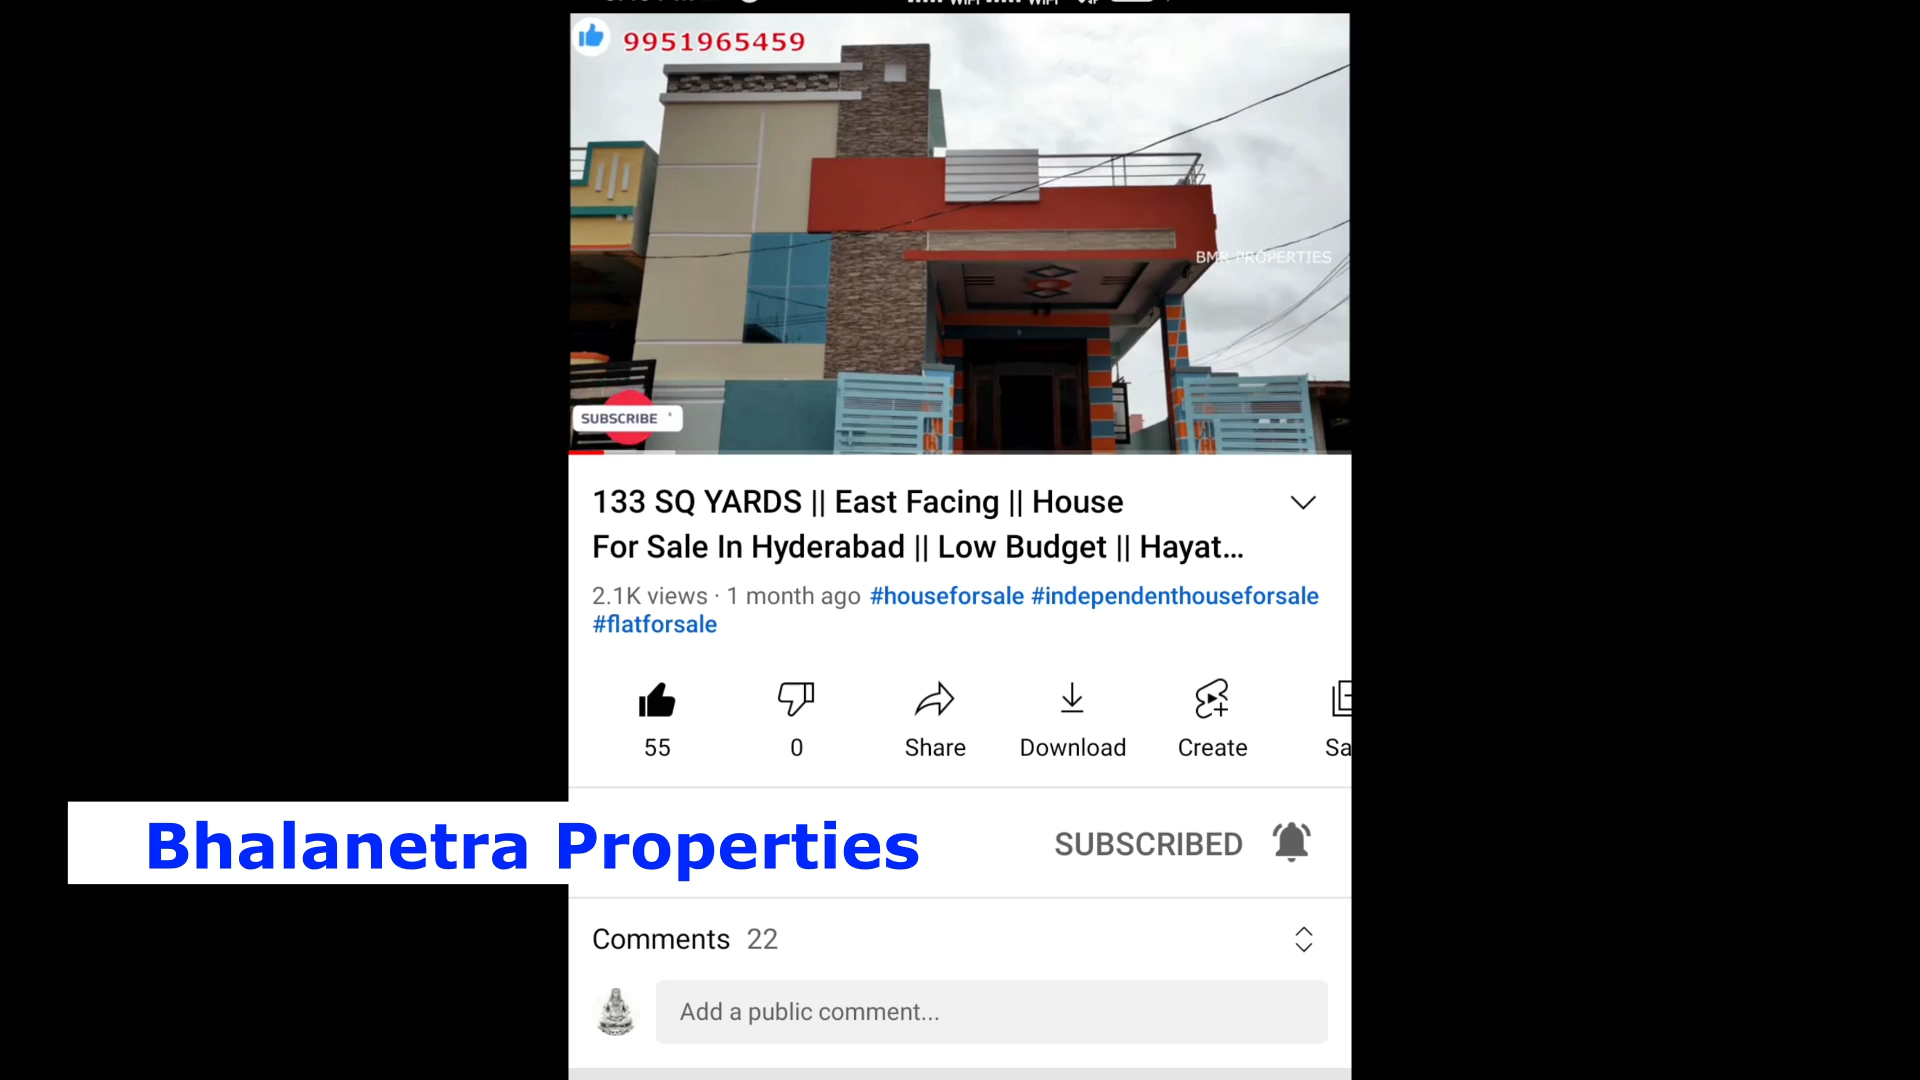 9951965459
BMR PROPERTIES
SUBSCRIBE
133 SQ YARDS || East Facing || House
For Sale In Hyderabad || Low Budget || Hayat...
2.1K views · 1 month ago #houseforsale #independenthouseforsale
#flatforsale
55
0
Share
Download
Create
Sa
Bhalanetra Properties
SUBSCRIBED
Comments 22
Add a public comment...